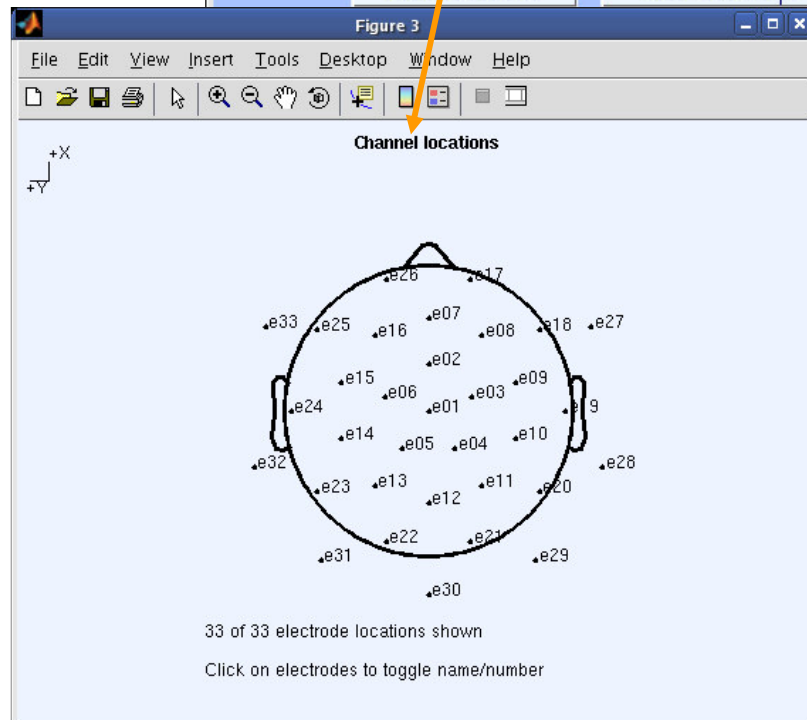 Figure 3
File Edit View Insert Tools Desktop Window Help
Channel locations
+X
+Y
e26 e17
e07
e33 e25 e16 e08 e18 e27
e02
e15 e09
e06 e03
e24 e01 e19
e14 e10
e05 e04
e32 e28
e23 e13 e11 e20
e12
e22 e21
e31 e29
e30
33 of 33 electrode locations shown
Click on electrodes to toggle name/number